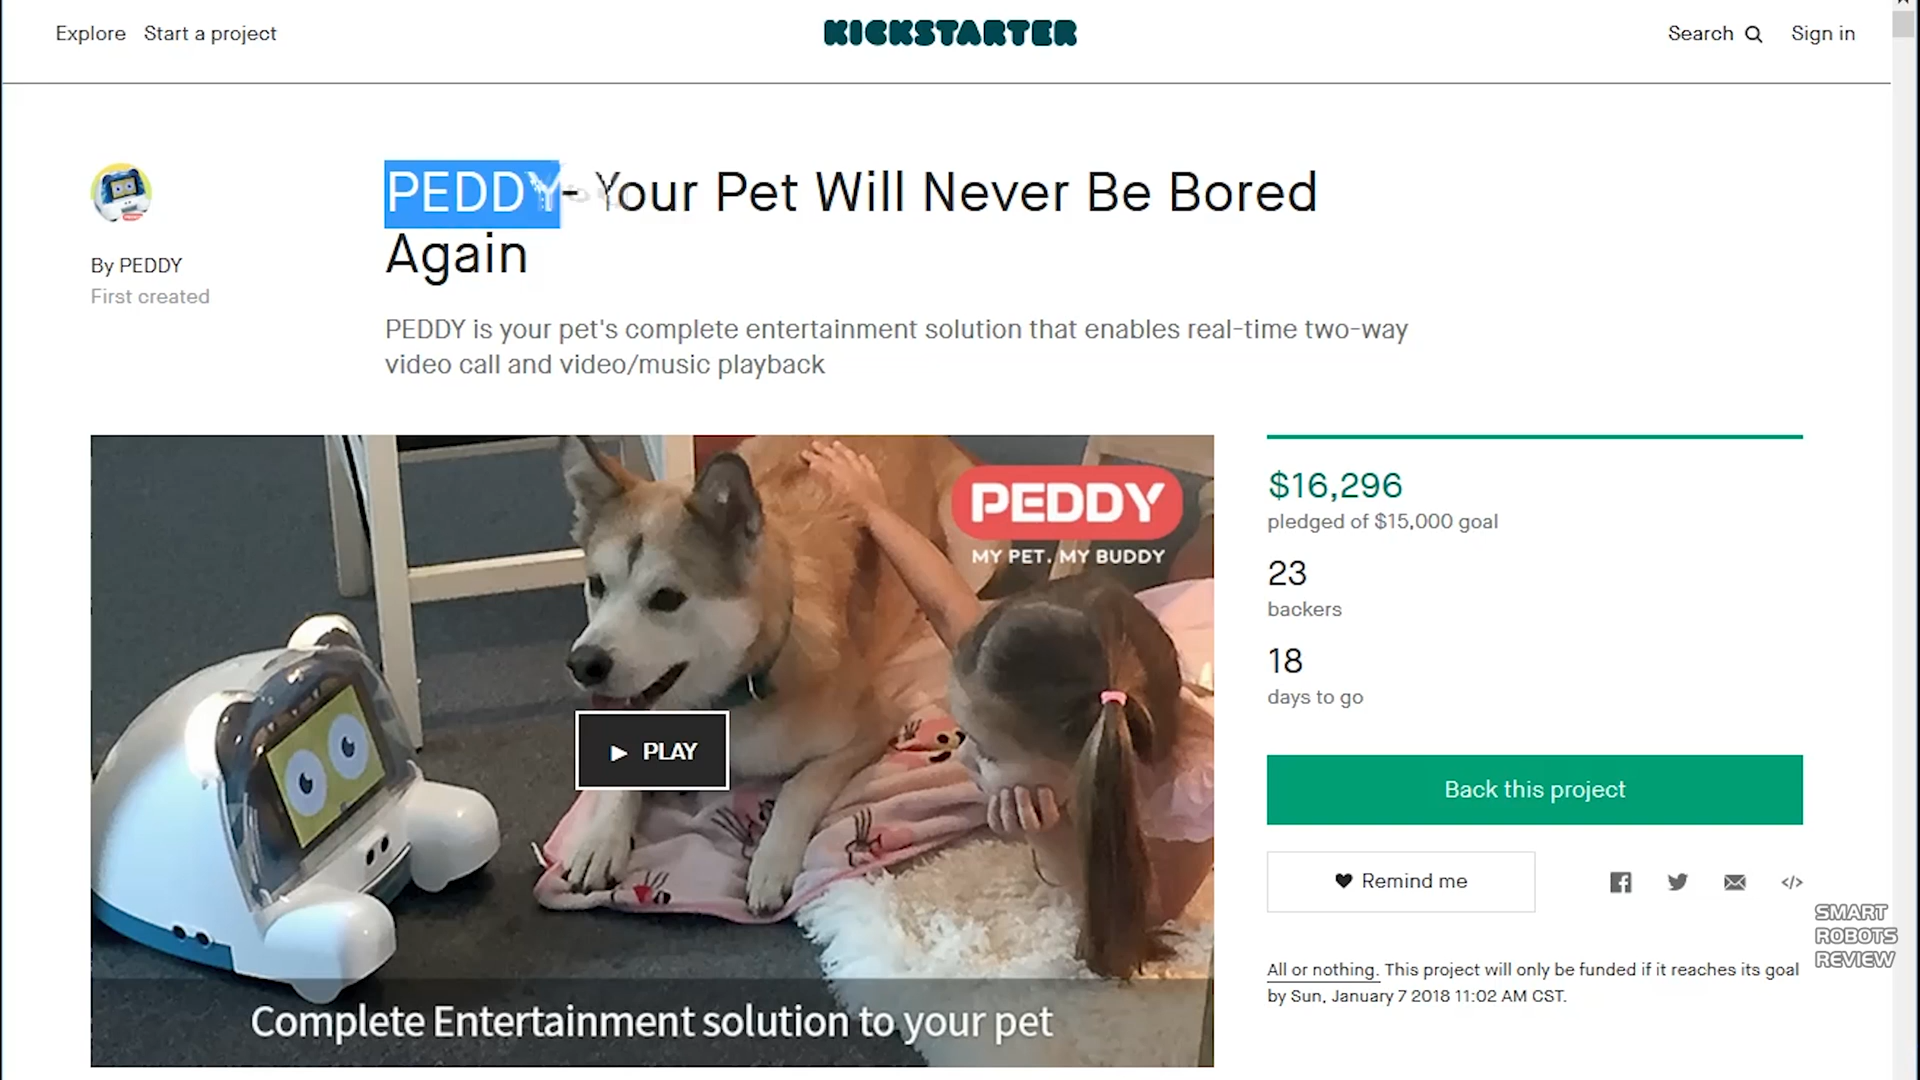 Explore Start a project
KICKSTARTER
Search Sign in
PEDDY- Your Pet Will Never Be Bored
Again
By PEDDY
First created
PEDDY is your pet's complete entertainment solution that enables real-time two-way
video call and video/music playback
PEDDY
MY PET. MY BUDDY
PLAY
Complete Entertainment solution to your pet
$16,296
pledged of $15,000 goal
23
backers
18
days to go
Back this project
Remind me
</>
SMART
ROBOTS
REVIEW
All or nothing. This project will only be funded if it reaches its goal
by Sun, January 7 2018 11:02 AM CST.